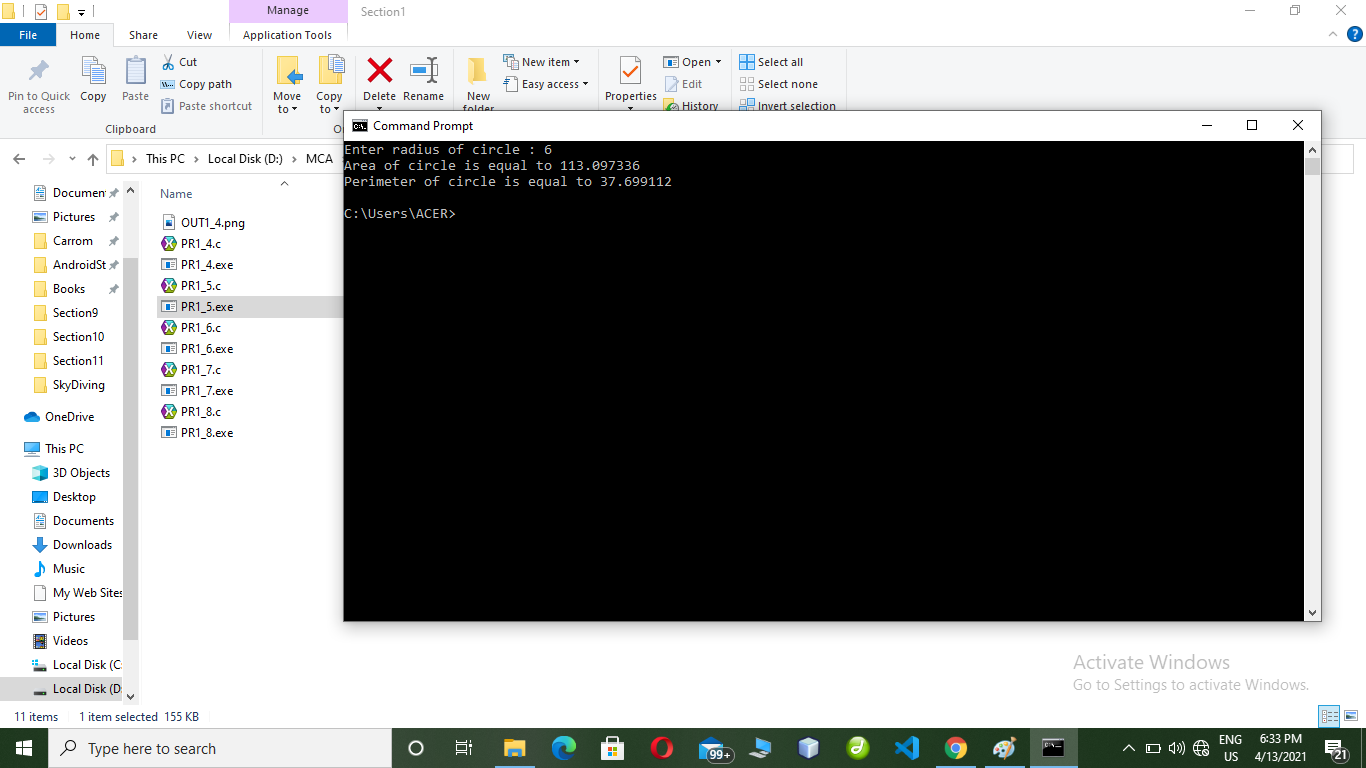 Manage
Section1
File
Home
Share
View
Application Tools
Pin to Quick access
Copy
Paste
Cut
Copy path
Paste shortcut
Move to
Copy to
Delete
Rename
New folder
New item
Easy access
Properties
Open
Edit
History
Select all
Select none
Invert selection
Clipboard
This PC
Local Disk (D:)
MCA
Command Prompt
Enter radius of circle : 6
Area of circle is equal to 113.097336
Perimeter of circle is equal to 37.699112
C:\Users\ACER>
Pictures
Carrom
AndroidSt
Books
Section9
Section10
Section11
SkyDiving
OneDrive
This PC
3D Objects
Desktop
Documents
Downloads
Music
My Web Sites
Pictures
Videos
Local Disk (C:
Local Disk (D
Name
OUT1_4.png
PR1_4.c
PR1_4.exe
PR1_5.c
PR1_5.exe
PR1_6.c
PR1_6.exe
PR1_7.c
PR1_7.exe
PR1_8.c
PR1_8.exe
Activate Windows
Go to Settings to activate Windows.
11 items
1 item selected 155 KB
Type here to search
99+
ENG
US
6:33 PM
4/13/2021
21